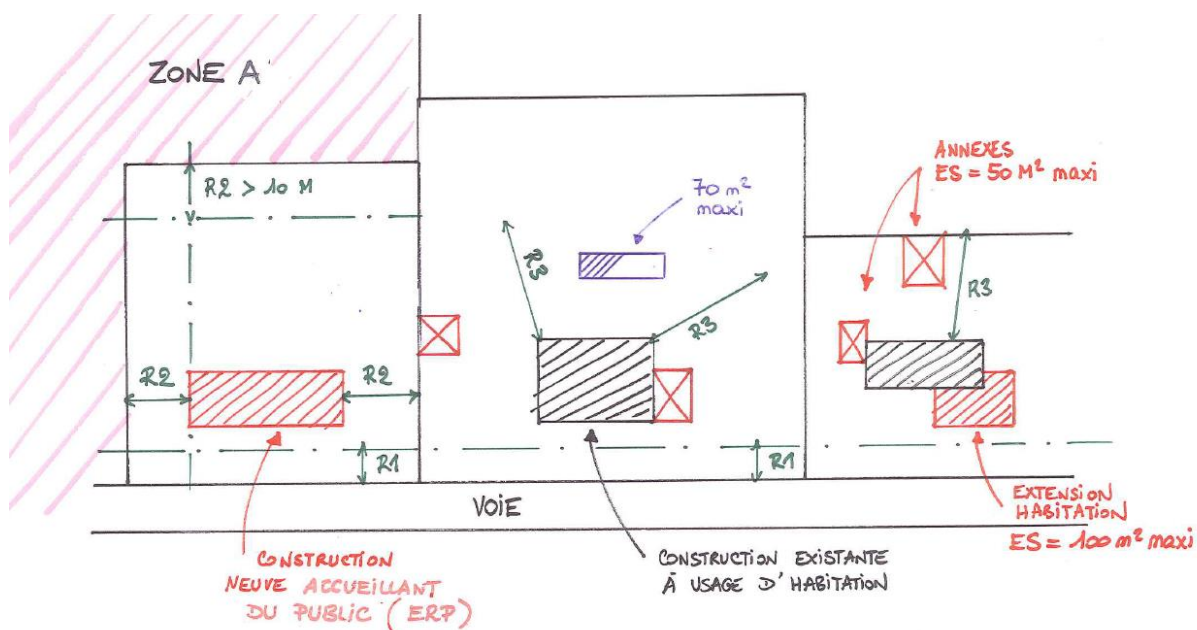 ZONE A
R2 > 10 M
70 m²
maxi
ANNEXES
ES = 50 M² maxi
R3
R3
R3
R2
R2
R1
R1
VOIE
CONSTRUCTION
NEUVE ACCUEILLANT
DU PUBLIC (ERP)
CONSTRUCTION EXISTANTE
À USAGE D'HABITATION
EXTENSION
HABITATION
ES = 100 m² maxi